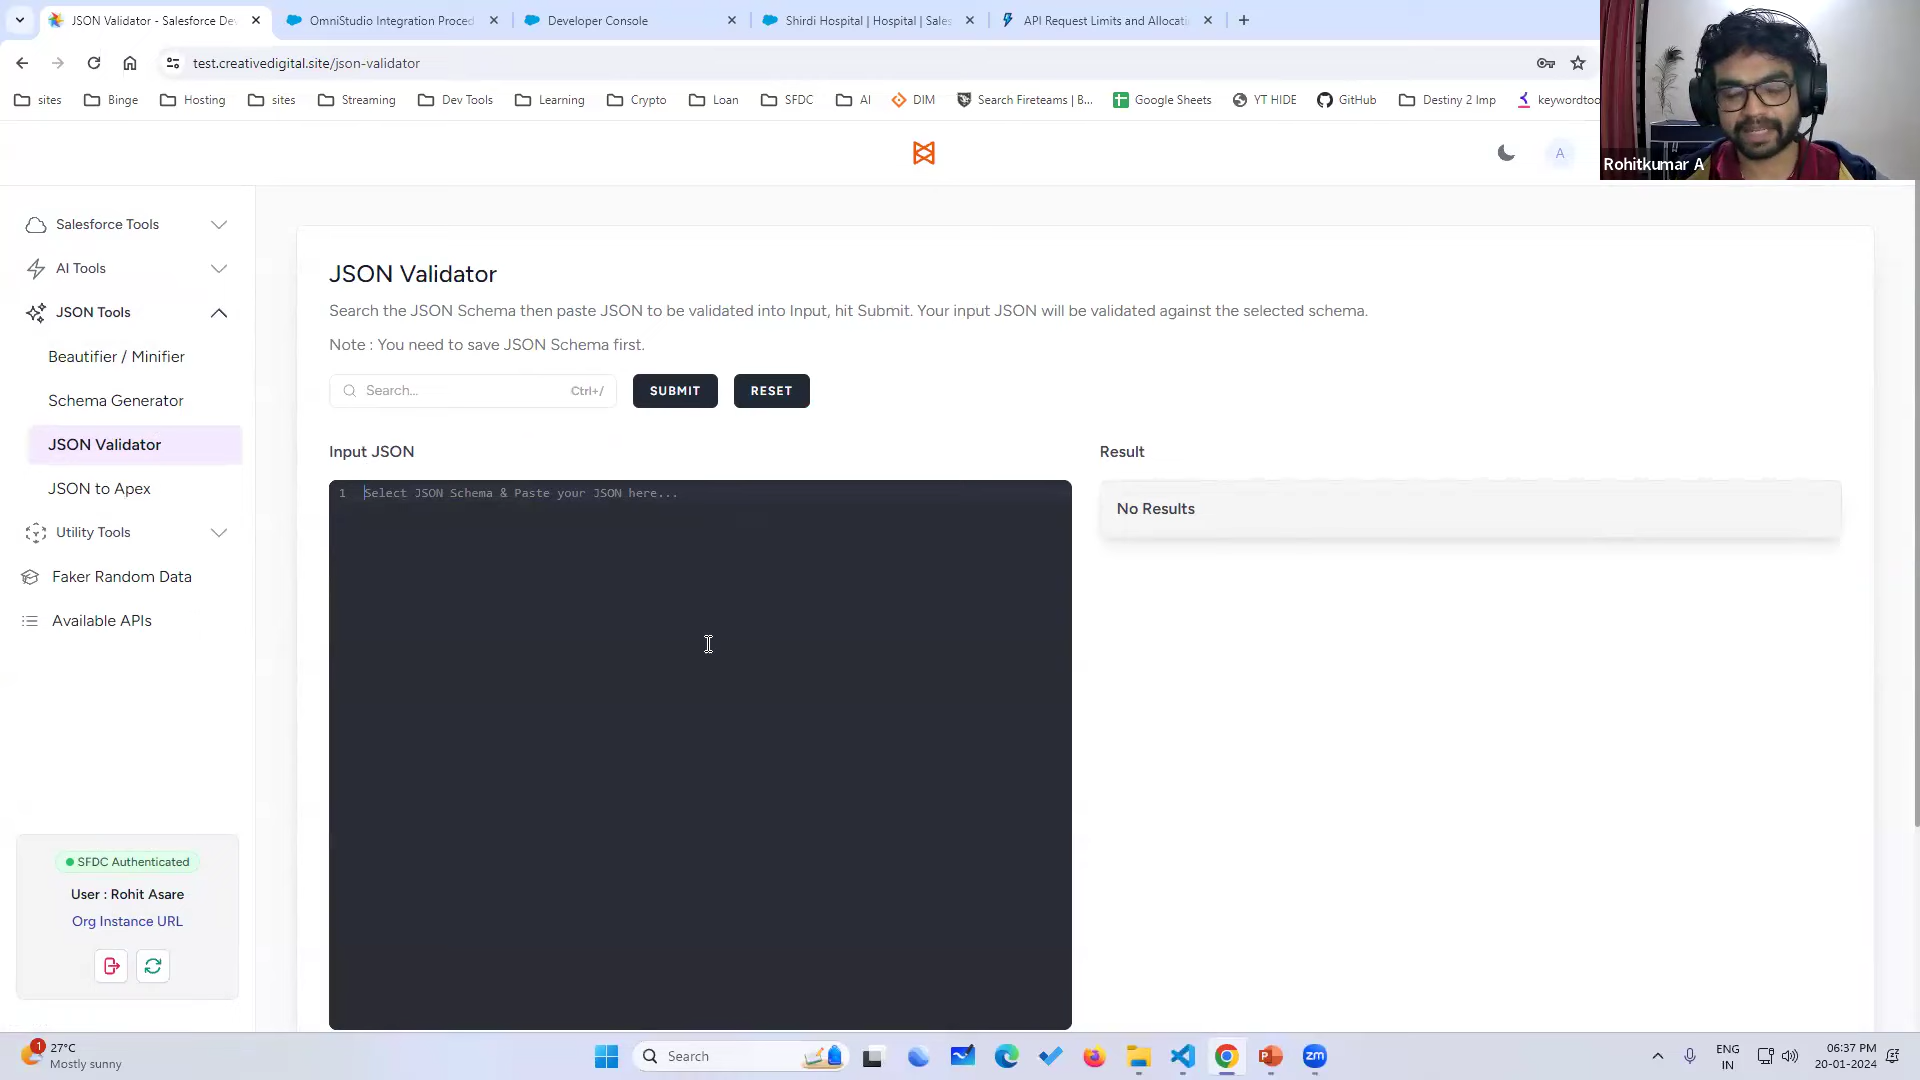 JSON Validator - Salesforce De
OmniStudio Integration Proced
Developer Console
Shirdi Hospital | Hospital | Sales
API Request Limits and Allocati
test.creativedigital.site/json-validator
sites
Binge
Hosting
sites
Streaming
Dev Tools
Learning
Crypto
Loan
SFDC
AI
DIM
Search Fireteams | B...
Google Sheets
YT HIDE
GitHub
Destiny 2 Imp
keywordtoo
Rohitkumar A
A
Salesforce Tools
AI Tools
JSON Tools
Beautifier / Minifier
Schema Generator
JSON Validator
JSON to Apex
Utility Tools
Faker Random Data
Available APIs
SFDC Authenticated
User : Rohit Asare
Org Instance URL
JSON Validator
Search the JSON Schema then paste JSON to be validated into Input, hit Submit. Your input JSON will be validated against the selected schema.
Note : You need to save JSON Schema first.
Search... Ctrl+/
SUBMIT
RESET
Input JSON
1 Select JSON Schema & Paste your JSON here...
Result
No Results
1
27°C
Mostly sunny
Search
zm
ENG
IN
06:37 PM
20-01-2024